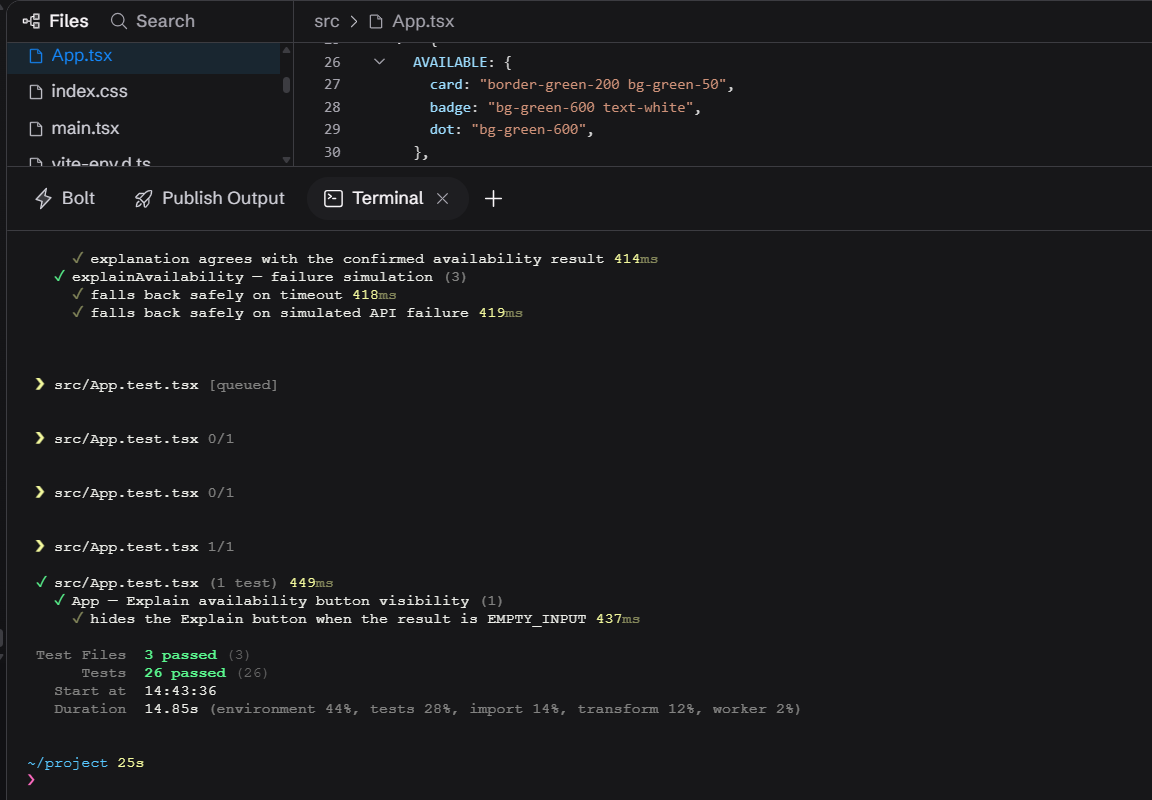 Files Search
src > App.tsx
App.tsx
index.css
main.tsx
vite-env.d.ts
26 AVAILABLE: {
27 card: "border-green-200 bg-green-50",
28 badge: "bg-green-600 text-white",
29 dot: "bg-green-600",
30 },
Bolt Publish Output Terminal × +
✓ explanation agrees with the confirmed availability result 414ms
✓ explainAvailability — failure simulation (3)
✓ falls back safely on timeout 418ms
✓ falls back safely on simulated API failure 419ms
❯ src/App.test.tsx [queued]
❯ src/App.test.tsx 0/1
❯ src/App.test.tsx 0/1
❯ src/App.test.tsx 1/1
✓ src/App.test.tsx (1 test) 449ms
✓ App — Explain availability button visibility (1)
✓ hides the Explain button when the result is EMPTY_INPUT 437ms
Test Files 3 passed (3)
Tests 26 passed (26)
Start at 14:43:36
Duration 14.85s (environment 44%, tests 28%, import 14%, transform 12%, worker 2%)
~/project 25s
❯